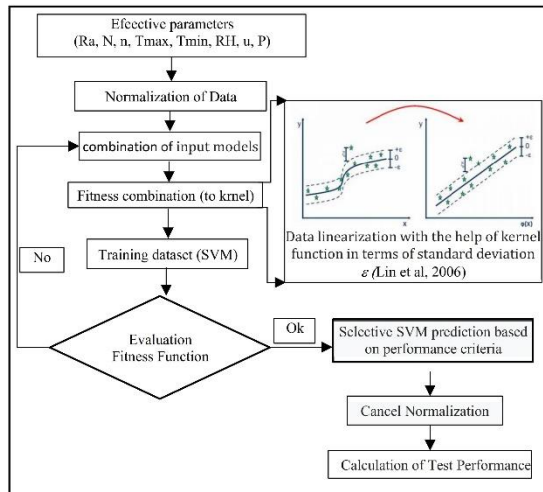 Efeective parameters
(Ra, N, n, Tmax, Tmin, RH, u, P)
Normalization of Data
combination of input models
Fitness combination (to krnel)
Training dataset (SVM)
No
Evaluation
Fitness Function
Ok
y
ξ
+ε
0
-ε
x
y
ξ
+ε
0
-ε
φ(x)
Data linearization with the help of kernel
function in terms of standard deviation
ε (Lin et al, 2006)
Selective SVM prediction based
on performance criteria
Cancel Normalization
Calculation of Test Performance